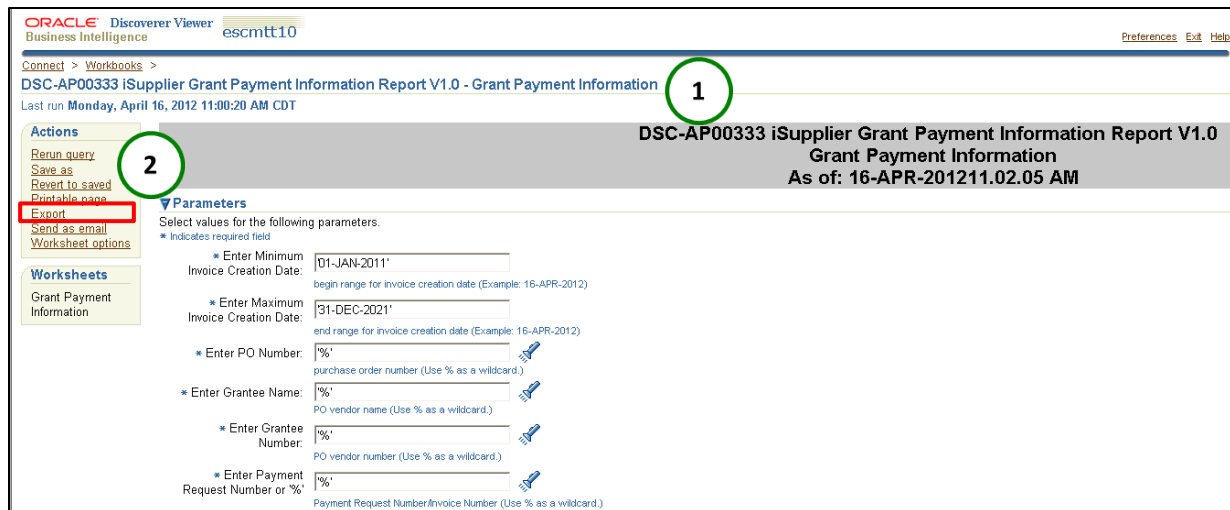 ORACLE Discoverer Viewer
Business Intelligence
escmtt10
Preferences Exit Help
Connect > Workbooks >
DSC-AP00333 iSupplier Grant Payment Information Report V1.0 - Grant Payment Information
1
Last run Monday, April 16, 2012 11:00:20 AM CDT
Actions
Rerun query
Save as
Revert to saved
Printable page
Export
Send as email
Worksheet options
2
Worksheets
Grant Payment
Information
DSC-AP00333 iSupplier Grant Payment Information Report V1.0
Grant Payment Information
As of: 16-APR-201211.02.05 AM
Parameters
Select values for the following parameters.
* Indicates required field
* Enter Minimum
Invoice Creation Date:
'01-JAN-2011'
begin range for invoice creation date (Example: 16-APR-2012)
* Enter Maximum
Invoice Creation Date:
'31-DEC-2021'
end range for invoice creation date (Example: 16-APR-2012)
* Enter PO Number:
'%'
purchase order number (Use % as a wildcard.)
* Enter Grantee Name:
'%'
PO vendor name (Use % as a wildcard.)
* Enter Grantee
Number:
'%'
PO vendor number (Use % as a wildcard.)
* Enter Payment
Request Number or '%'
'%'
Payment Request Number/Invoice Number (Use % as a wildcard.)